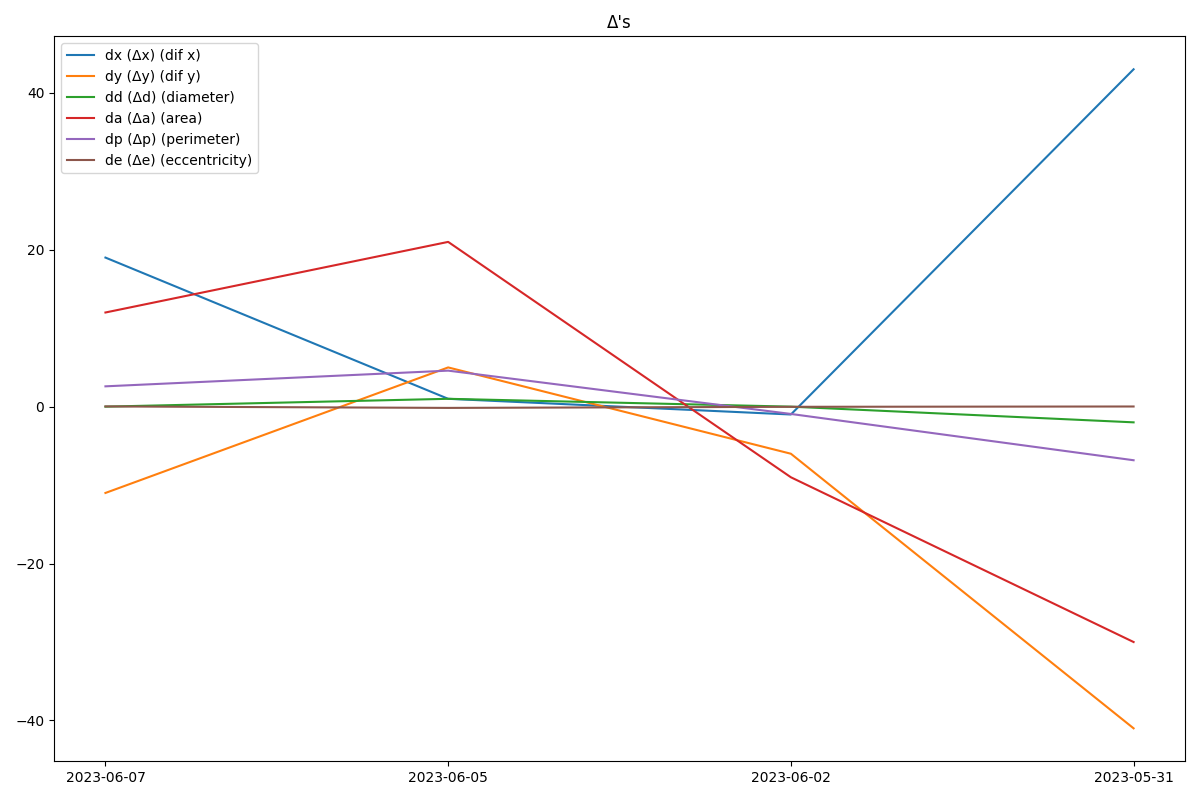 Δ's
dx (Δx) (dif x)
dy (Δy) (dif y)
dd (Δd) (diameter)
da (Δa) (area)
dp (Δp) (perimeter)
de (Δe) (eccentricity)
40
20
0
−20
−40
2023-06-07 2023-06-05 2023-06-02 2023-05-31